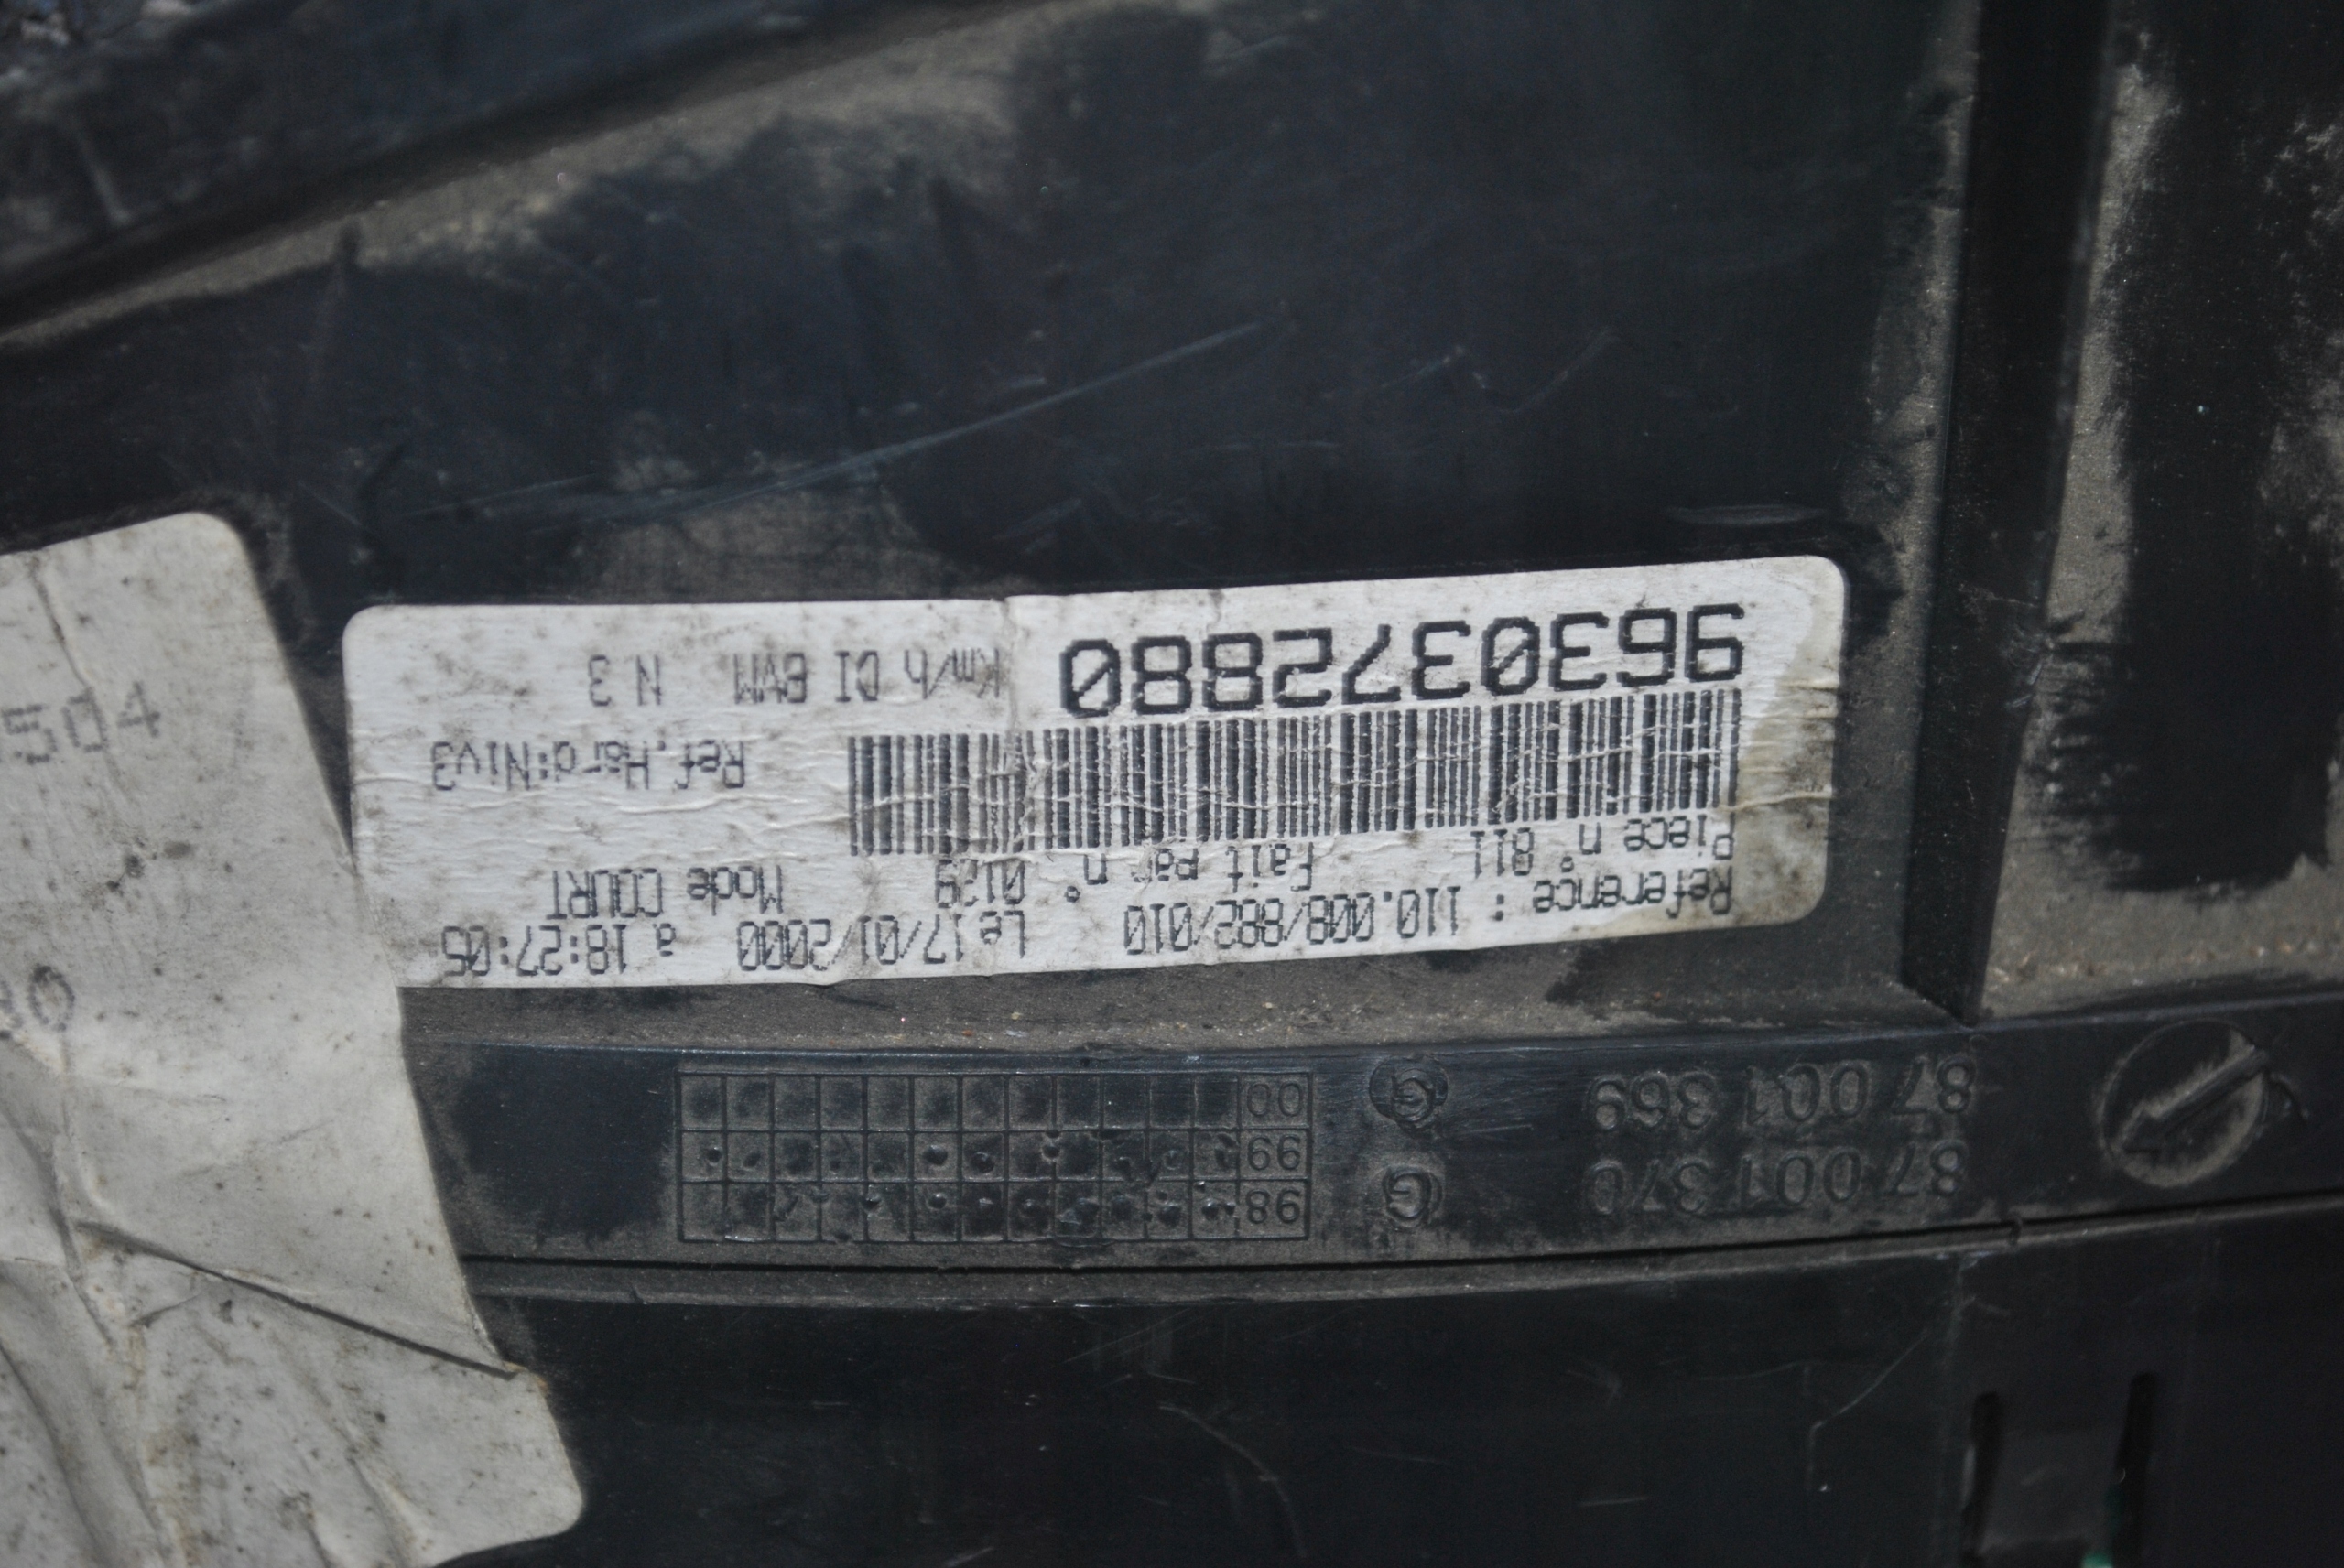 87 001 370 G 98
99
87 001 369 G 00
Reference : 110.008/882/010 Le 17/01/2000 a 18:27:05
Piece n° 811 Fait par n° 0129 Mode COURT
Ref.Hard:Niv3
9630372880 Km/h DI BVM N 3
504